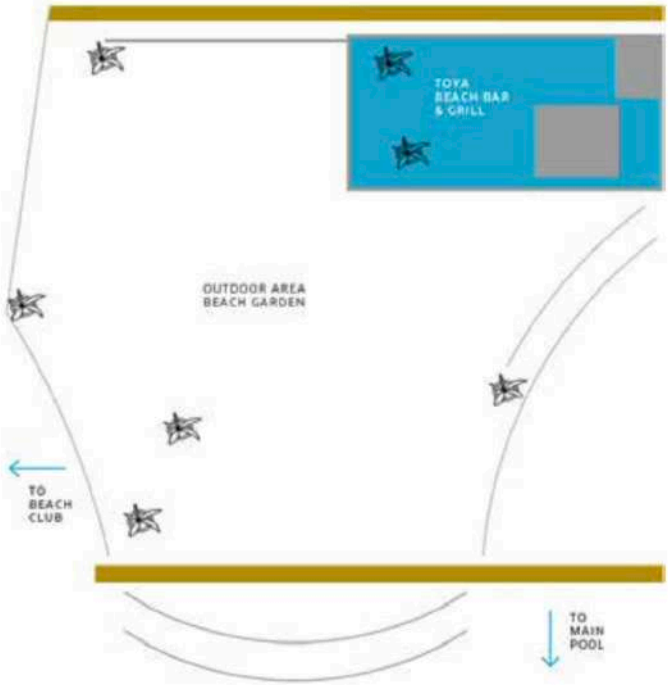 TOYA
BEACH BAR
& GRILL
OUTDOOR AREA
BEACH GARDEN
TO
BEACH
CLUB
TO
MAIN
POOL